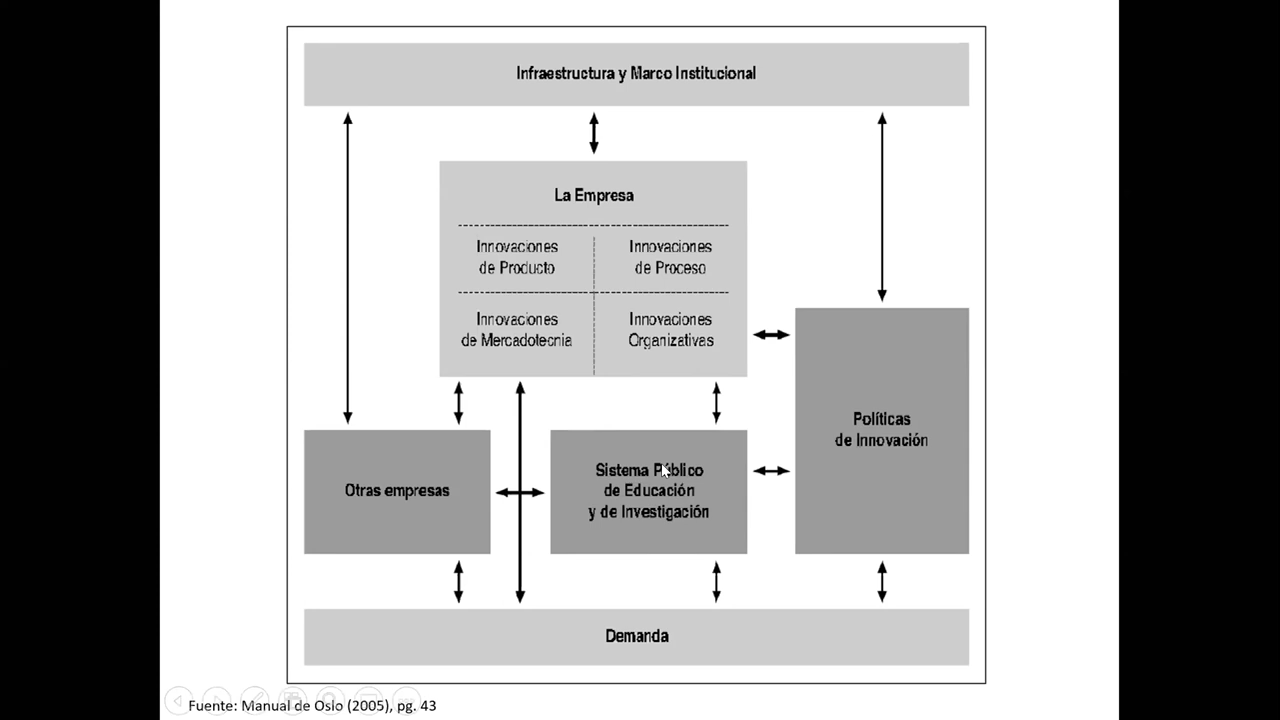 Infraestructura y Marco Institucional
La Empresa
Innovaciones
de Producto
Innovaciones
de Proceso
Innovaciones
de Mercadotecnia
Innovaciones
Organizativas
Políticas
de Innovación
Otras empresas
Sistema Público
de Educación
y de Investigación
Demanda
Fuente: Manual de Oslo (2005), pg. 43